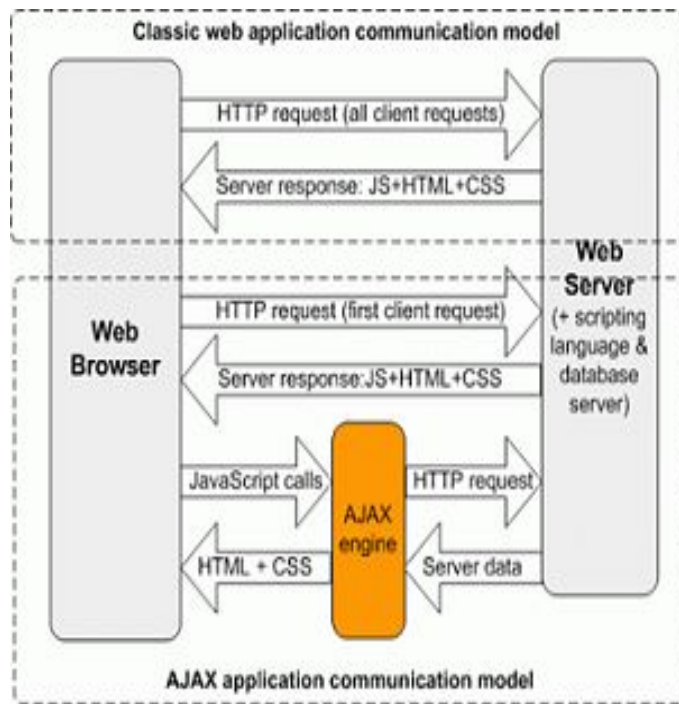 Classic web application communication model
HTTP request (all client requests)
Server response: JS+HTML+CSS
Web
Browser
Web
Server
(+ scripting
language &
database
server)
HTTP request (first client request)
Server response:JS+HTML+CSS
JavaScript calls
AJAX
engine
HTTP request
HTML + CSS
Server data
AJAX application communication model